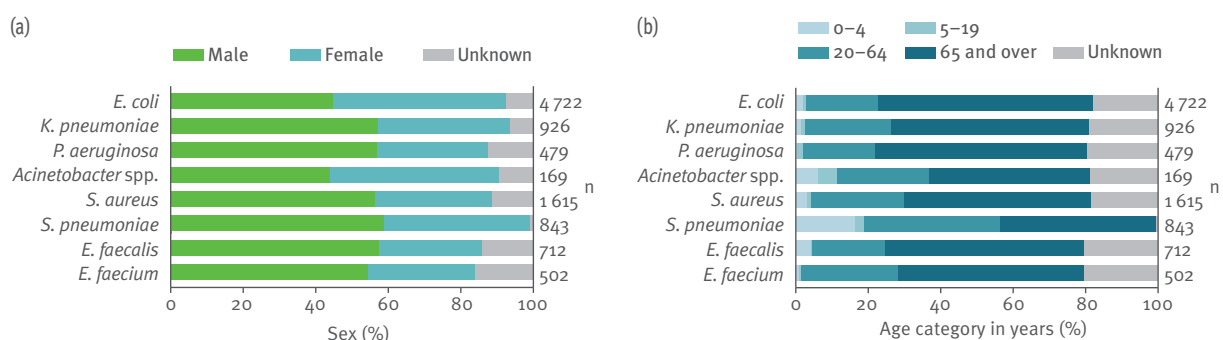 (a)
Male Female Unknown
E. coli 4 722
K. pneumoniae 926
P. aeruginosa 479
Acinetobacter spp. 169
n
S. aureus 1 615
S. pneumoniae 843
E. faecalis 712
E. faecium 502
0 20 40 60 80 100
Sex (%)
(b)
0–4 5–19
20–64 65 and over Unknown
E. coli 4 722
K. pneumoniae 926
P. aeruginosa 479
Acinetobacter spp. 169
n
S. aureus 1 615
S. pneumoniae 843
E. faecalis 712
E. faecium 502
0 20 40 60 80 100
Age category in years (%)